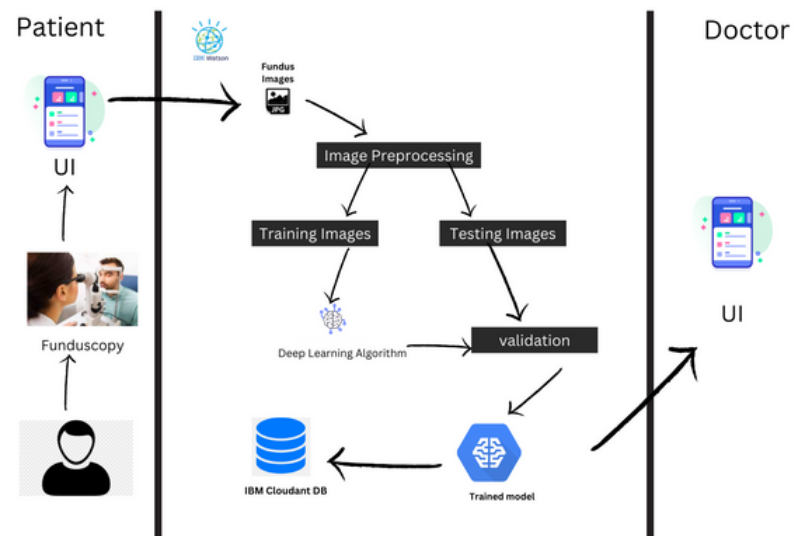 Patient
Doctor
IBM Watson
Fundus
Images
JPG
Image Preprocessing
UI
Training Images
Testing Images
UI
validation
Funduscopy
Deep Learning Algorithm
IBM Cloudant DB
Trained model